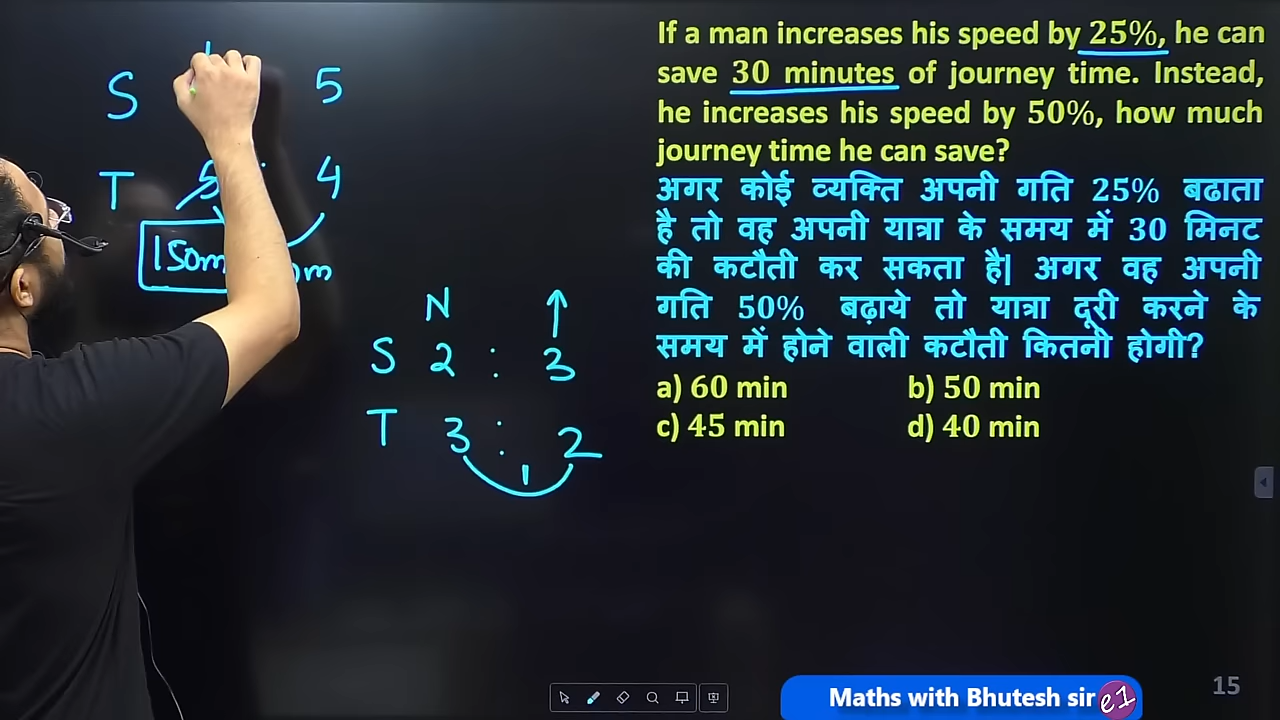 S 5
T 5 : 4
150m
N ↑
S 2 : 3
T 3 : 2
1
If a man increases his speed by 25%, he can
save 30 minutes of journey time. Instead,
he increases his speed by 50%, how much
journey time he can save?
अगर कोई व्यक्ति अपनी गति 25% बढाता
है तो वह अपनी यात्रा के समय में 30 मिनट
की कटौती कर सकता है| अगर वह अपनी
गति 50% बढ़ाये तो यात्रा दूरी करने के
समय में होने वाली कटौती कितनी होगी?
a) 60 min b) 50 min
c) 45 min d) 40 min
Maths with Bhutesh sir e1
15